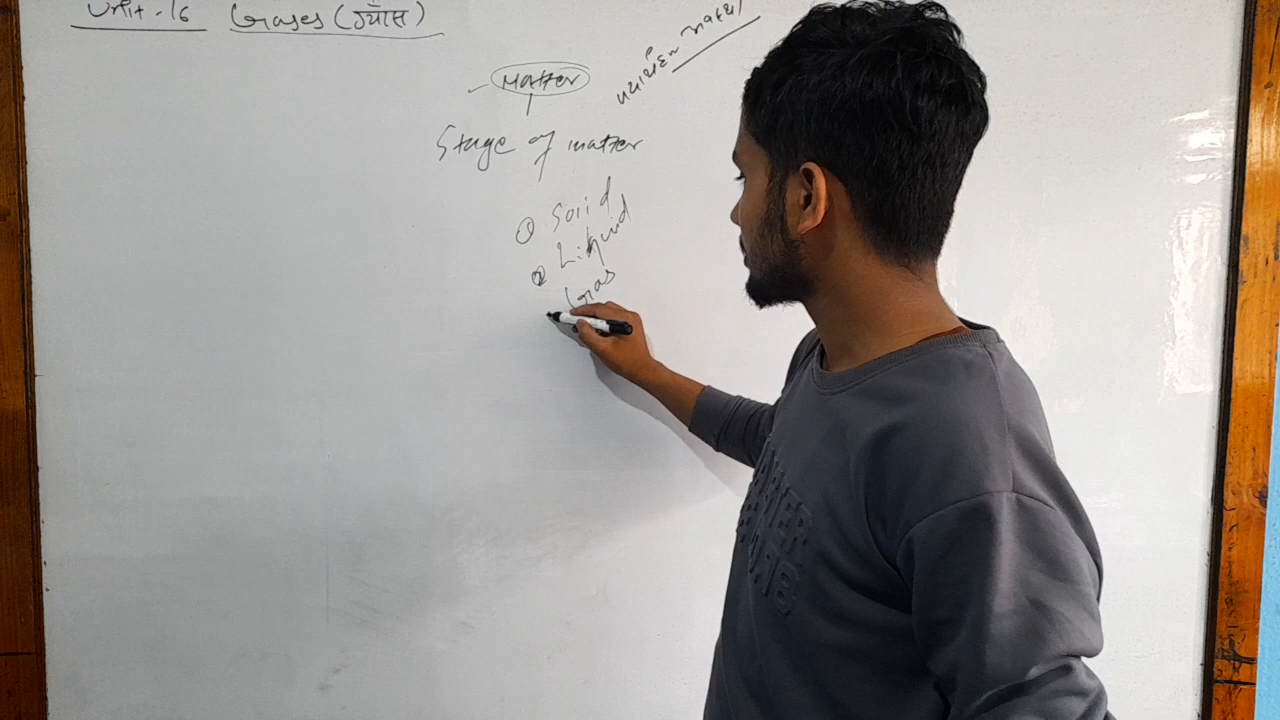 Unit-16 Gases (ग्याँस)
Matter
Stage of matter
① Solid
② Liquid
Gas